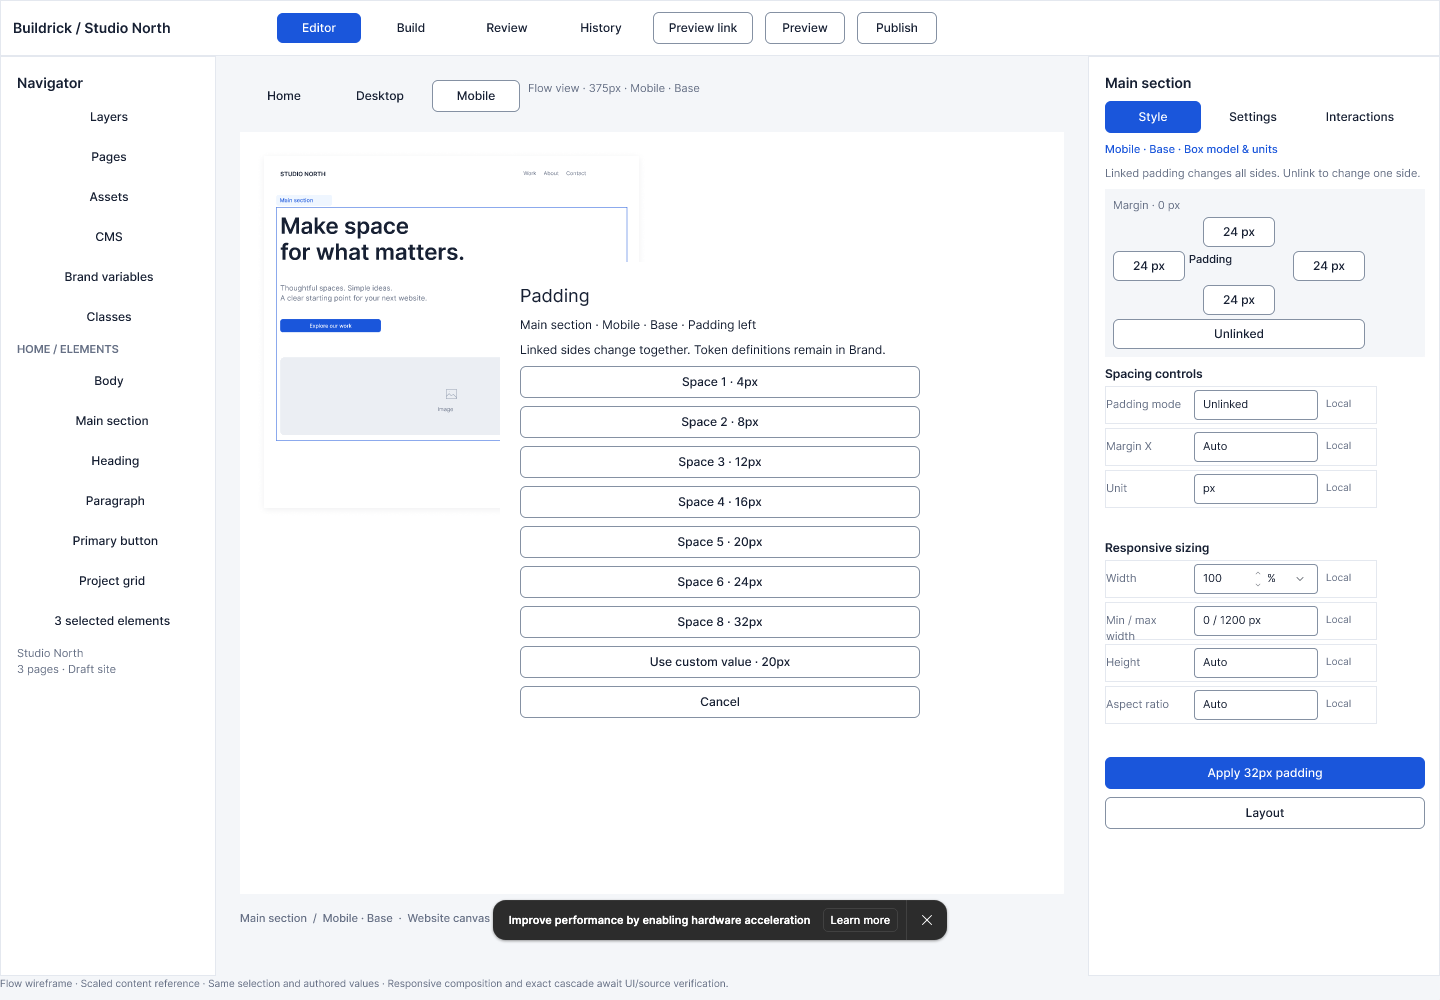 Buildrick / Studio North
Editor
Build
Review
History
Preview link
Preview
Publish
Navigator
Layers
Pages
Assets
CMS
Brand variables
Classes
HOME / ELEMENTS
Body
Main section
Heading
Paragraph
Primary button
Project grid
3 selected elements
Studio North
3 pages · Draft site
Home
Desktop
Mobile
Flow view · 375px · Mobile · Base
STUDIO NORTH
Work About Contact
Main section
Make space
for what matters.
Thoughtful spaces. Simple ideas.
A clear starting point for your next website.
Explore our work
Image
Padding
Main section · Mobile · Base · Padding left
Linked sides change together. Token definitions remain in Brand.
Space 1 · 4px
Space 2 · 8px
Space 3 · 12px
Space 4 · 16px
Space 5 · 20px
Space 6 · 24px
Space 8 · 32px
Use custom value · 20px
Cancel
Main section / Mobile · Base · Website canvas
Improve performance by enabling hardware acceleration Learn more
Main section
Style
Settings
Interactions
Mobile · Base · Box model & units
Linked padding changes all sides. Unlink to change one side.
Margin · 0 px
24 px
24 px Padding 24 px
24 px
Unlinked
Spacing controls
Padding mode Unlinked Local
Margin X Auto Local
Unit px Local
Responsive sizing
Width 100 % Local
Min / max
width
0 / 1200 px Local
Height Auto Local
Aspect ratio Auto Local
Apply 32px padding
Layout
Flow wireframe · Scaled content reference · Same selection and authored values · Responsive composition and exact cascade await UI/source verification.